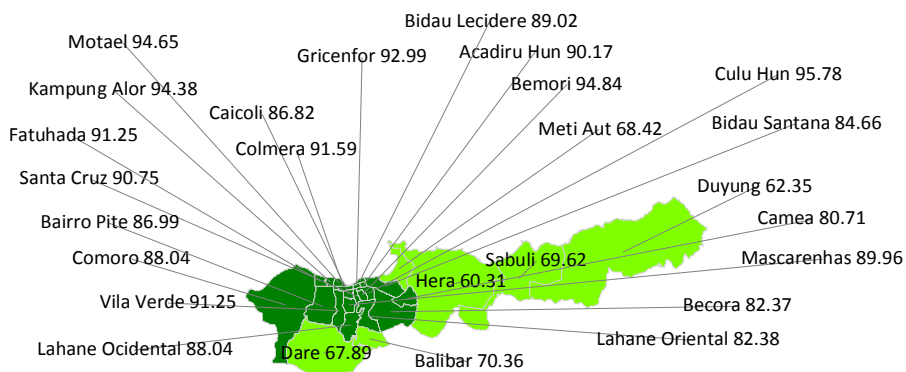 Bidau Lecidere 89.02
Motael 94.65
Gricenfor 92.99
Acadiru Hun 90.17
Culu Hun 95.78
Kampung Alor 94.38
Bemori 94.84
Caicoli 86.82
Bidau Santana 84.66
Fatuhada 91.25
Meti Aut 68.42
Colmera 91.59
Santa Cruz 90.75
Duyung 62.35
Bairro Pite 86.99
Camea 80.71
Comoro 88.04
Sabuli 69.62
Mascarenhas 89.96
Hera 60.31
Vila Verde 91.25
Becora 82.37
Lahane Oriental 82.38
Lahane Ocidental 88.04
Dare 67.89
Balibar 70.36